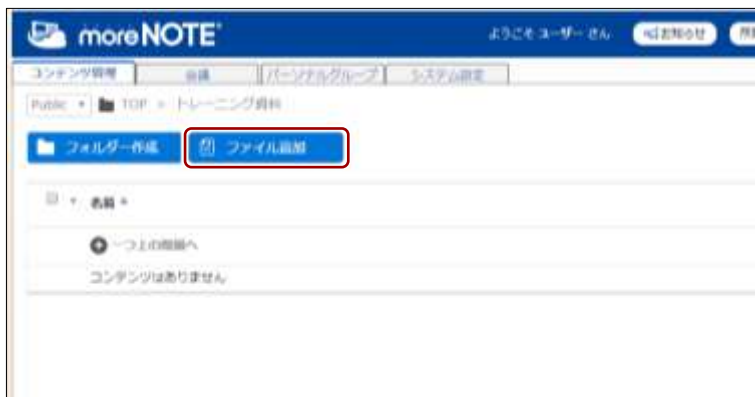 moreNOTE ようこそ ユーザー さん お知らせ
コンテンツ管理 会議 パーソナルグループ システム設定
Public TOP > トレーニング資料
フォルダー作成 ファイル追加
名前
一つ上の階層へ
コンテンツはありません